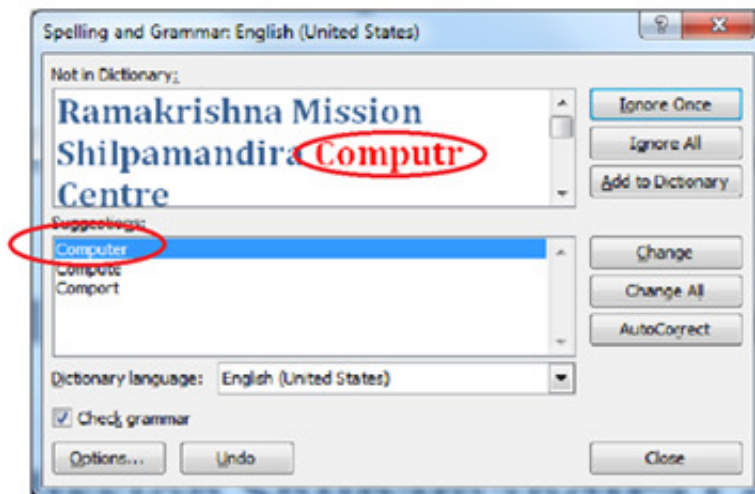 Spelling and Grammar: English (United States)
Not in Dictionary:
Ramakrishna Mission
Shilpamandira Computr
Centre
Ignore Once
Ignore All
Add to Dictionary
Suggestions:
Computer
Compute
Comport
Change
Change All
AutoCorrect
Dictionary language: English (United States)
Check grammar
Options... Undo Close